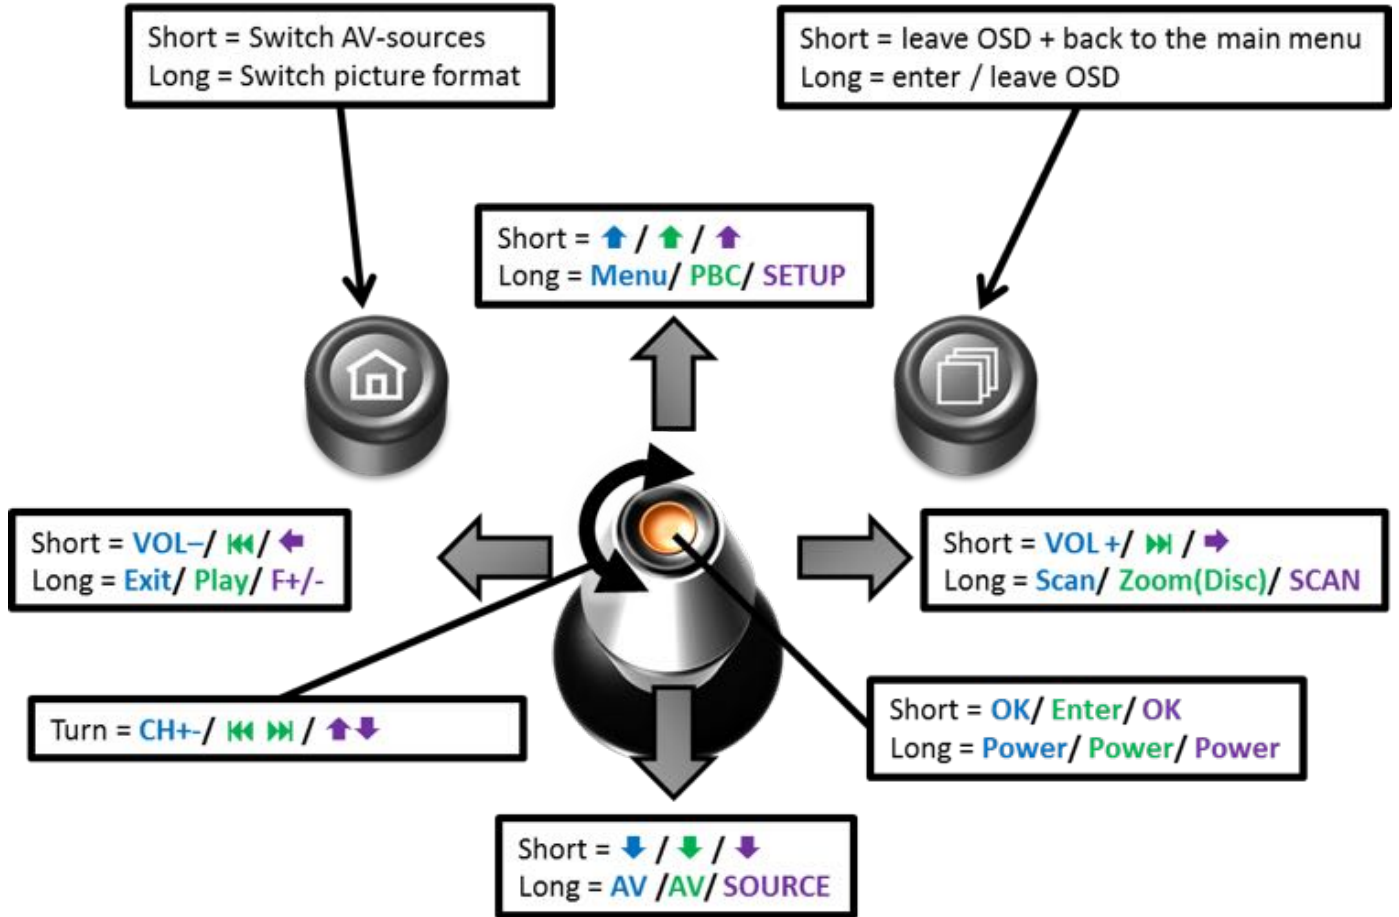 Short = Switch AV-sources
Long = Switch picture format
Short = leave OSD + back to the main menu
Long = enter / leave OSD
Short = ⬆ / ⬆ / ⬆
Long = Menu/ PBC/ SETUP
Short = VOL–/ ⏮/ ⬅
Long = Exit/ Play/ F+/-
Short = VOL +/ ⏭ / ➡
Long = Scan/ Zoom(Disc)/ SCAN
Turn = CH+-/ ⏮ ⏭ / ⬆⬇
Short = OK/ Enter/ OK
Long = Power/ Power/ Power
Short = ⬇ / ⬇ / ⬇
Long = AV /AV/ SOURCE